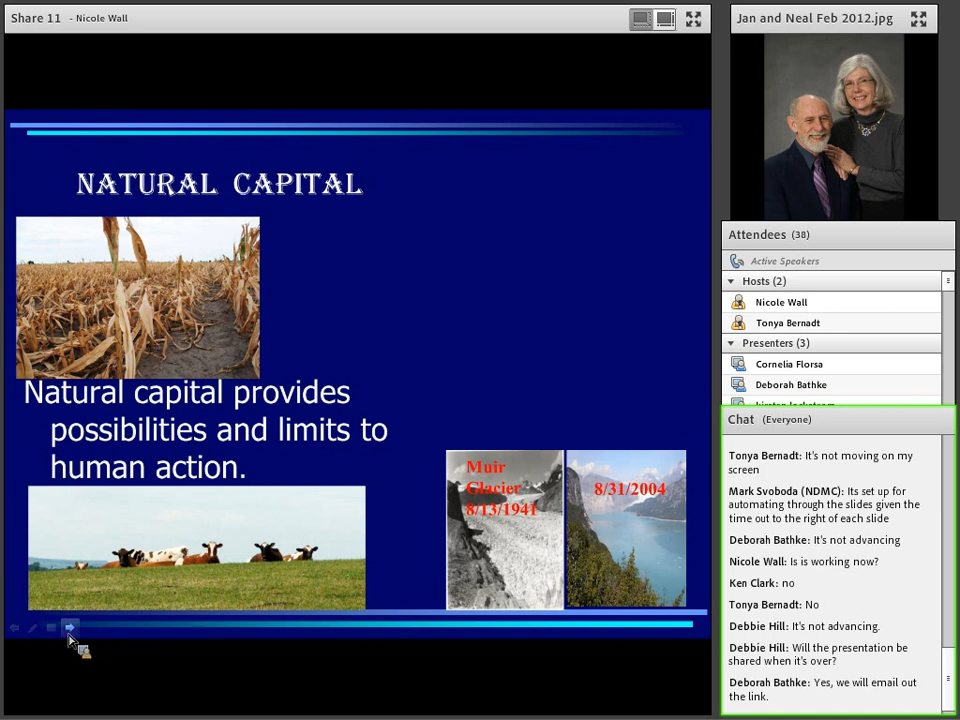 Share 11 - Nicole Wall
NATURAL CAPITAL
Natural capital provides
possibilities and limits to
human action.
Muir
Glacier
8/13/1941
8/31/2004
Jan and Neal Feb 2012.jpg
Attendees (38)
Active Speakers
Hosts (2)
Nicole Wall
Tonya Bernadt
Presenters (3)
Cornelia Florsa
Deborah Bathke
Chat (Everyone)
Tonya Bernadt: It's not moving on my
screen
Mark Svoboda (NDMC): Its set up for
automating through the slides given the
time out to the right of each slide
Deborah Bathke: It's not advancing
Nicole Wall: Is is working now?
Ken Clark: no
Tonya Bernadt: No
Debbie Hill: It's not advancing.
Debbie Hill: Will the presentation be
shared when it's over?
Deborah Bathke: Yes, we will email out
the link.